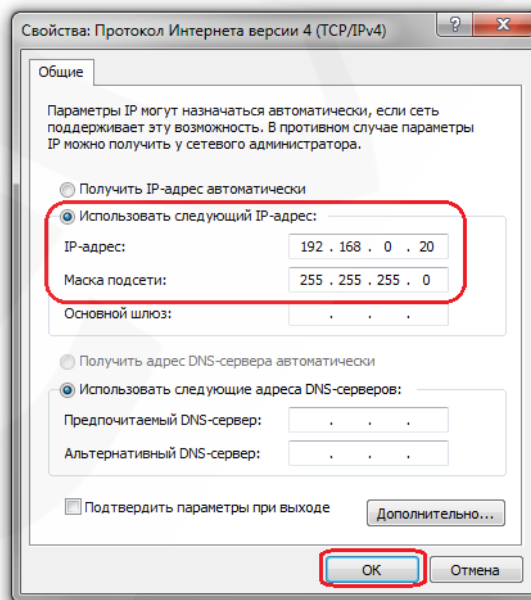 Свойства: Протокол Интернета версии 4 (TCP/IPv4)
Общие
Параметры IP могут назначаться автоматически, если сеть
поддерживает эту возможность. В противном случае параметры
IP можно получить у сетевого администратора.
Получить IP-адрес автоматически
Использовать следующий IP-адрес:
IP-адрес: 192 . 168 . 0 . 20
Маска подсети: 255 . 255 . 255 . 0
Основной шлюз: . . .
Получить адрес DNS-сервера автоматически
Использовать следующие адреса DNS-серверов:
Предпочитаемый DNS-сервер: . . .
Альтернативный DNS-сервер: . . .
Подтвердить параметры при выходе
Дополнительно...
ОК Отмена